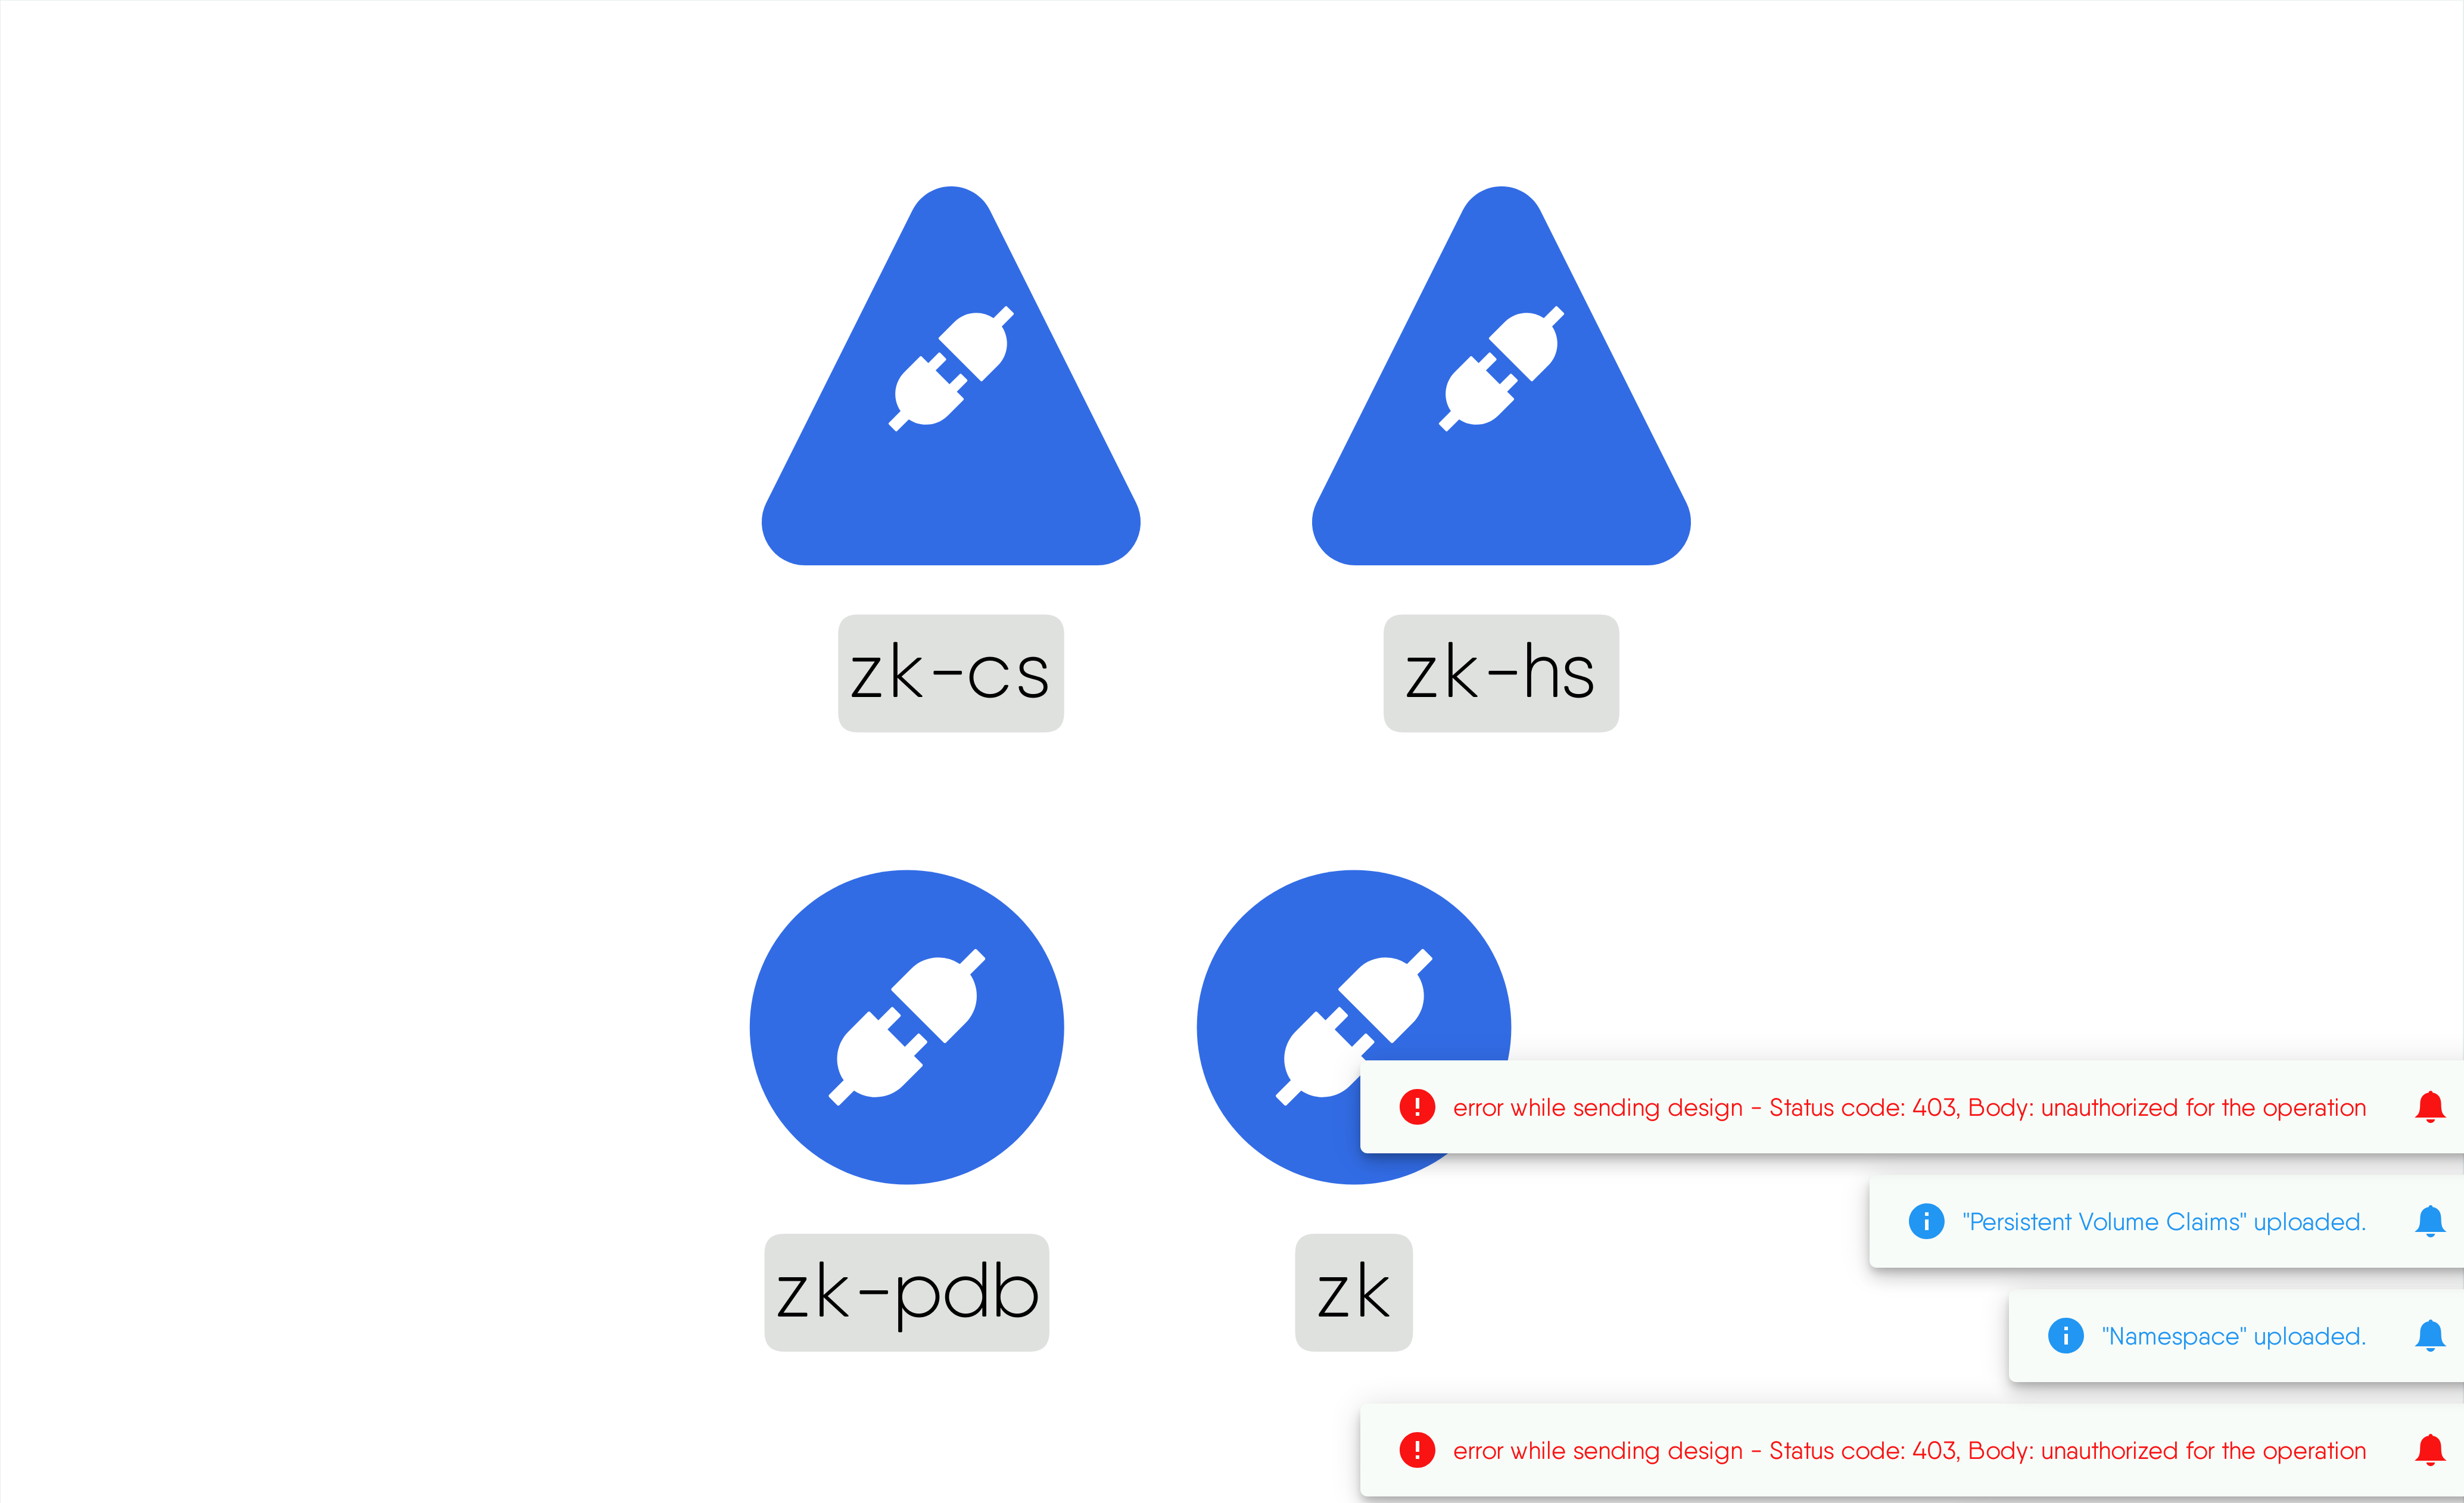 zk-cs
zk-hs
zk-pdb
zk
error while sending design - Status code: 403, Body: unauthorized for the operation
"Persistent Volume Claims" uploaded.
"Namespace" uploaded.
error while sending design - Status code: 403, Body: unauthorized for the operation